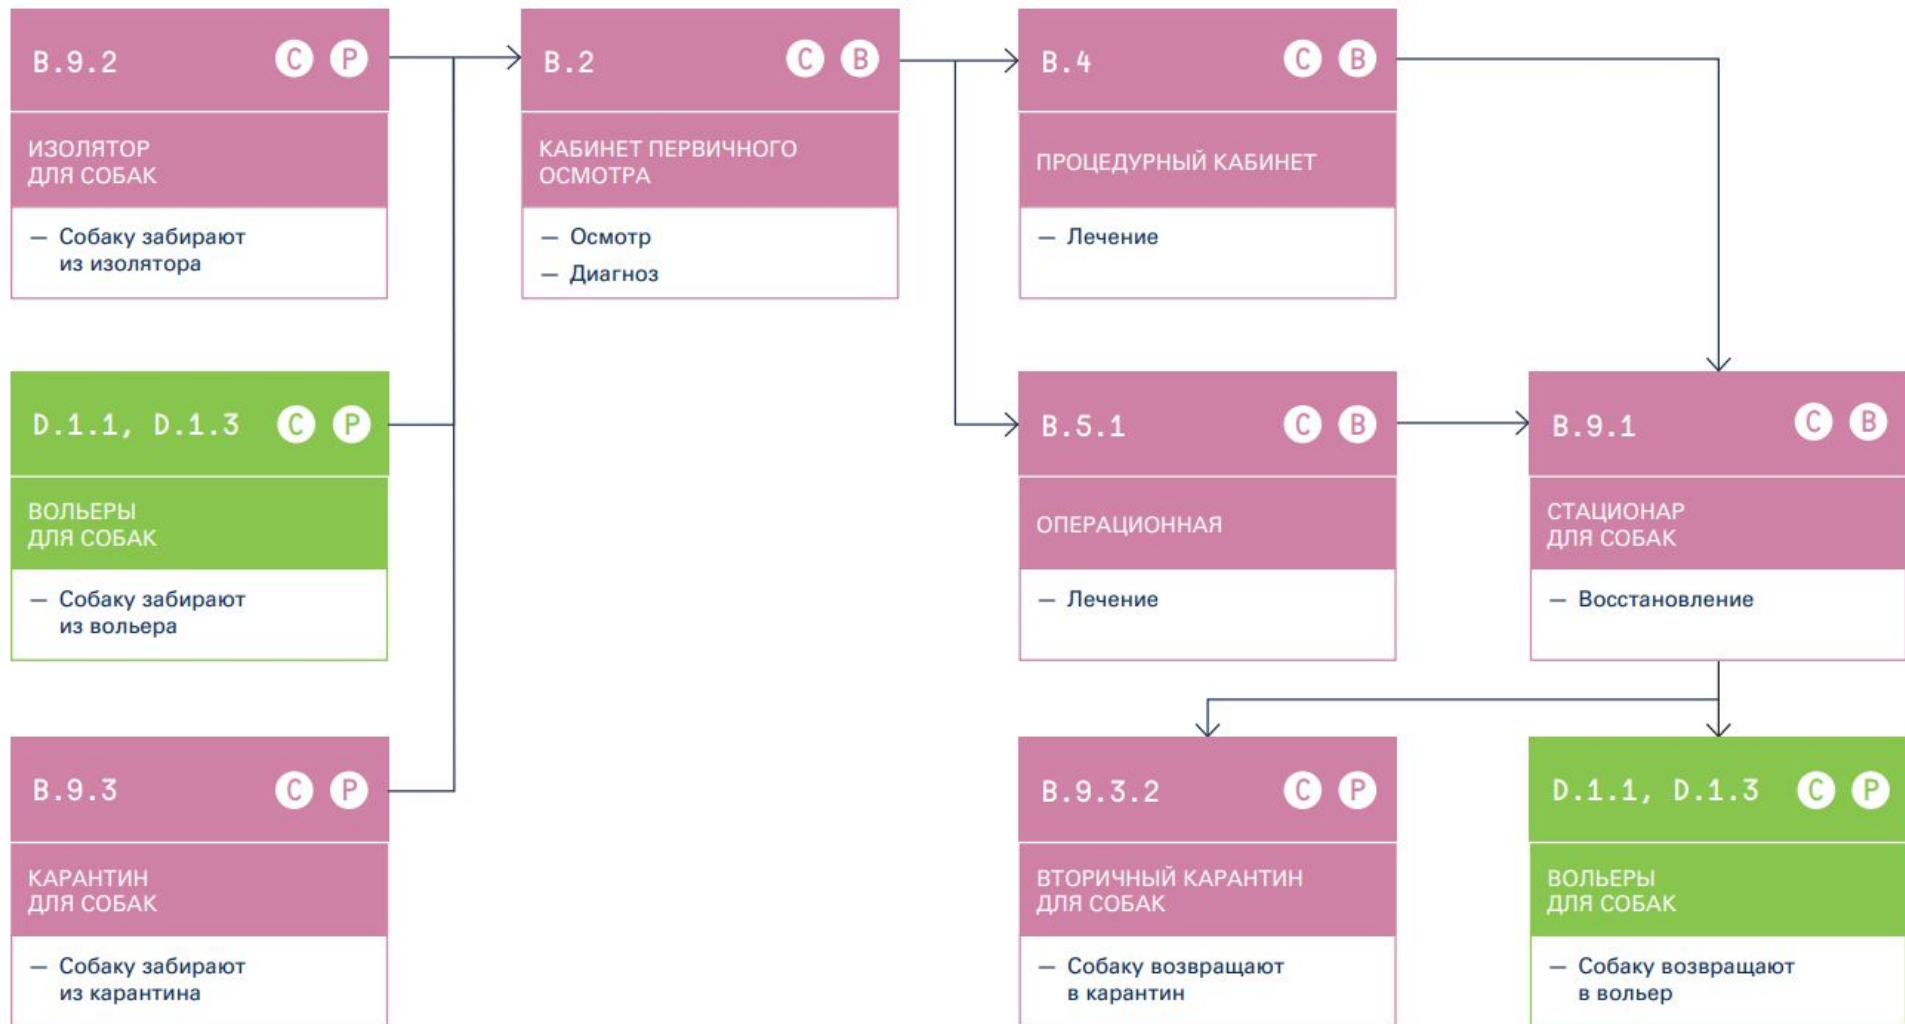 B.9.2 C P
ИЗОЛЯТОР
ДЛЯ СОБАК
— Собаку забирают
из изолятора
B.2 C B
КАБИНЕТ ПЕРВИЧНОГО
ОСМОТРА
— Осмотр
— Диагноз
B.4 C B
ПРОЦЕДУРНЫЙ КАБИНЕТ
— Лечение
D.1.1, D.1.3 C P
ВОЛЬЕРЫ
ДЛЯ СОБАК
— Собаку забирают
из вольера
B.5.1 C B
ОПЕРАЦИОННАЯ
— Лечение
B.9.1 C B
СТАЦИОНАР
ДЛЯ СОБАК
— Восстановление
B.9.3 C P
КАРАНТИН
ДЛЯ СОБАК
— Собаку забирают
из карантина
B.9.3.2 C P
ВТОРИЧНЫЙ КАРАНТИН
ДЛЯ СОБАК
— Собаку возвращают
в карантин
D.1.1, D.1.3 C P
ВОЛЬЕРЫ
ДЛЯ СОБАК
— Собаку возвращают
в вольер